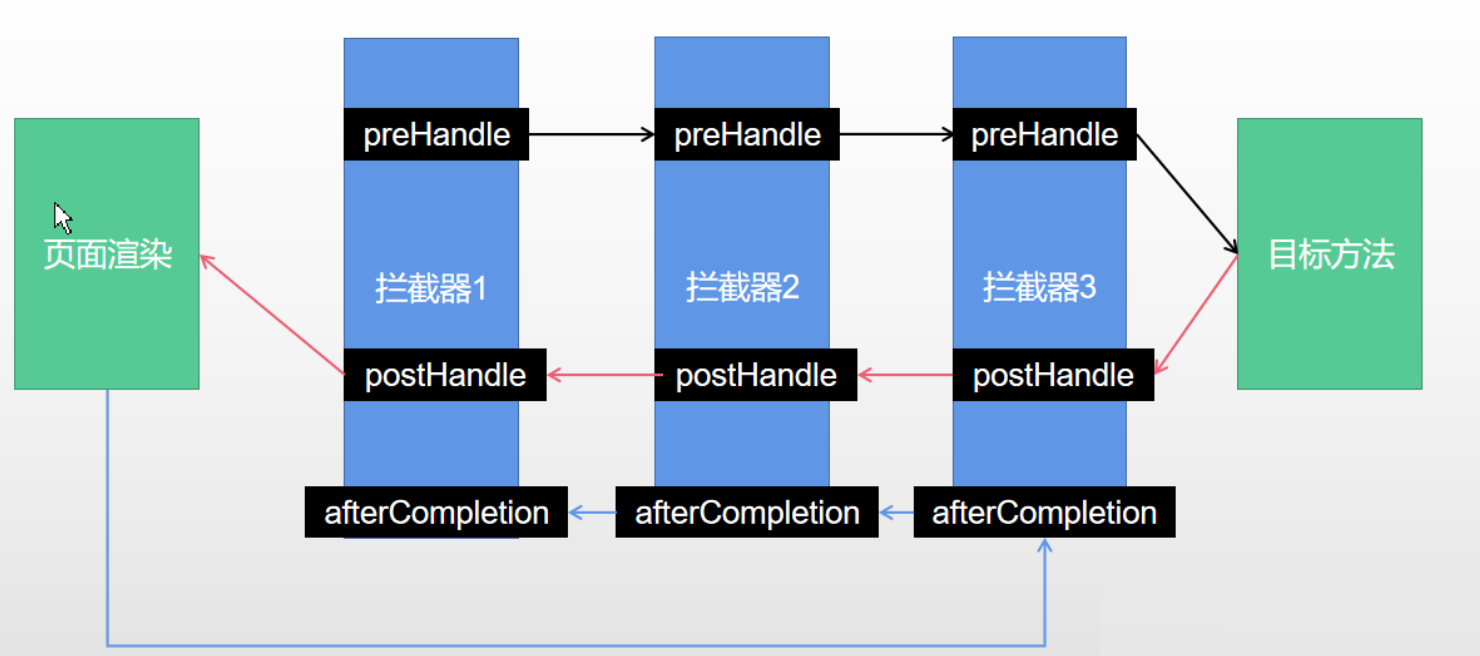 preHandle
preHandle
preHandle
页面渲染
拦截器1
拦截器2
拦截器3
目标方法
postHandle
postHandle
postHandle
afterCompletion
afterCompletion
afterCompletion